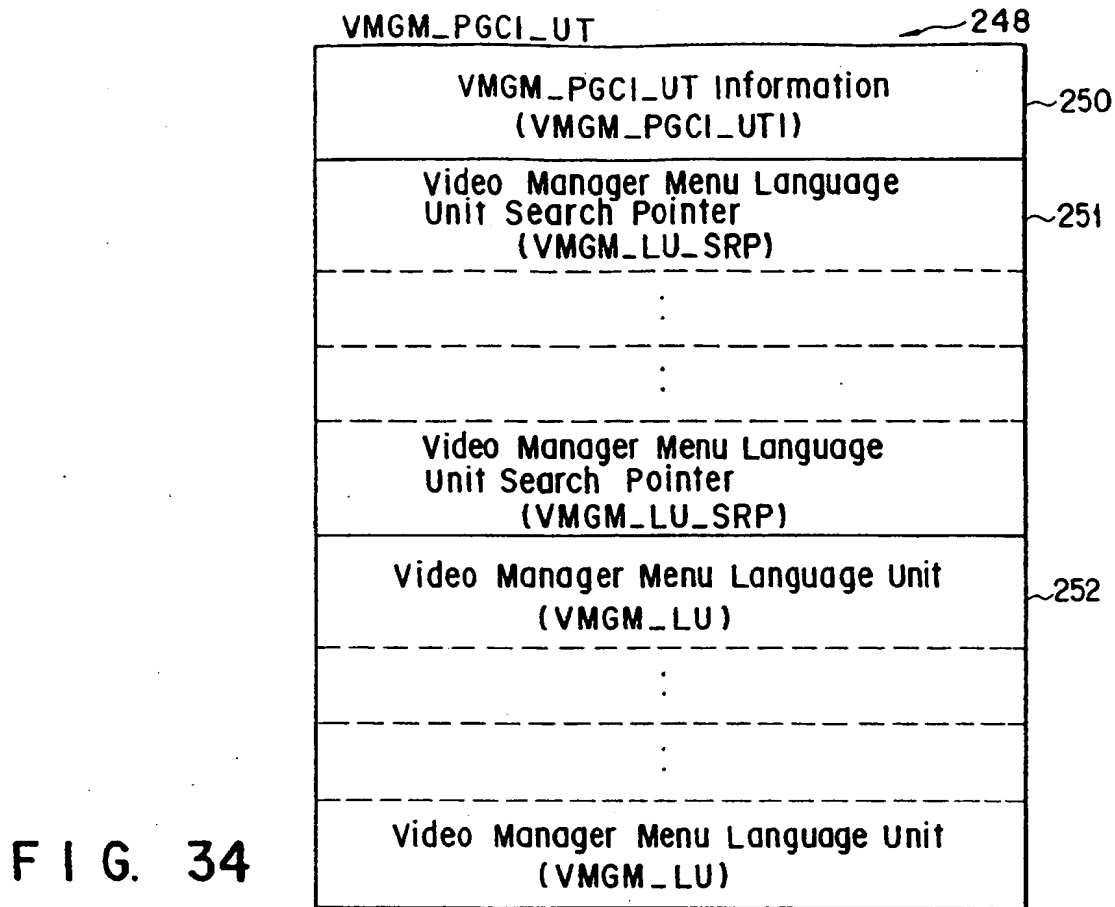 VMGM_PGCI_UT
248
VMGM_PGCI_UT Information
(VMGM_PGCI_UTI)
250
Video Manager Menu Language
Unit Search Pointer
(VMGM_LU_SRP)
251
Video Manager Menu Language
Unit Search Pointer
(VMGM_LU_SRP)
Video Manager Menu Language Unit
(VMGM_LU)
252
Video Manager Menu Language Unit
(VMGM_LU)
FIG. 34